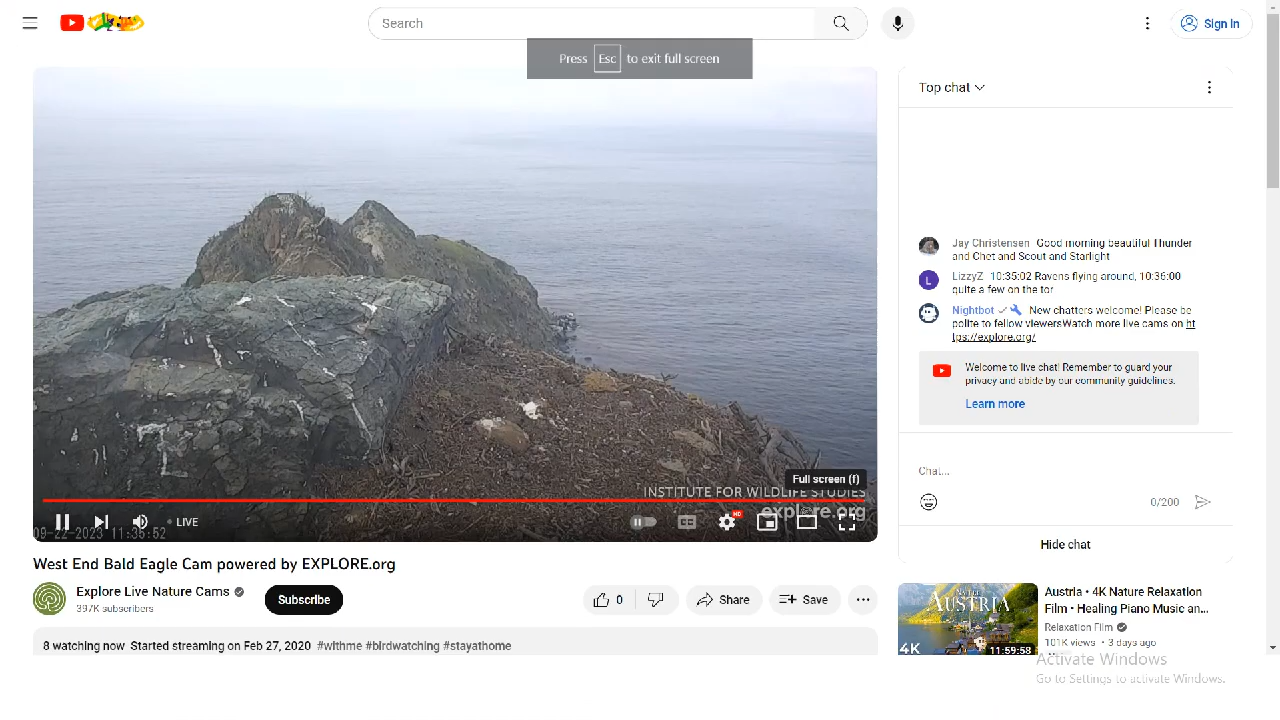 Search
Sign in
Press Esc to exit full screen
Top chat
Jay Christensen Good morning beautiful Thunder
and Chet and Scout and Starlight
LizzyZ 10:35:02 Ravens flying around, 10:36:00
quite a few on the tor
Nightbot New chatters welcome! Please be
polite to fellow viewersWatch more live cams on ht
tps://explore.org/
Welcome to live chat! Remember to guard your
privacy and abide by our community guidelines.
Learn more
Chat...
0/200
Hide chat
Full screen (f)
INSTITUTE FOR WILDLIFE STUDIES
explore.org
LIVE
HD
09-22-2023 11:35:52
West End Bald Eagle Cam powered by EXPLORE.org
Explore Live Nature Cams
397K subscribers
Subscribe
0
Share
Save
8 watching now Started streaming on Feb 27, 2020 #withme #birdwatching #stayathome
AUSTRIA
4K
11:59:58
Austria • 4K Nature Relaxation
Film • Healing Piano Music an...
Relaxation Film
101K views • 3 days ago
Activate Windows
Go to Settings to activate Windows.